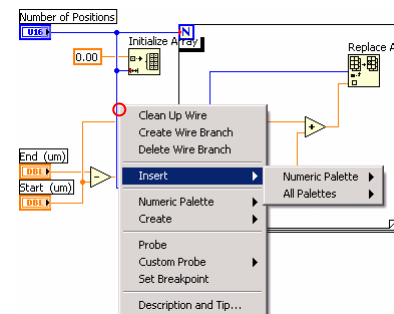 Number of Positions
U16
N
Initialize Array
Replace A
0.00
Clean Up Wire
Create Wire Branch
Delete Wire Branch
End (um)
DBL
Insert
Numeric Palette
All Palettes
Start (um)
DBL
Numeric Palette
Create
Probe
Custom Probe
Set Breakpoint
Description and Tip...